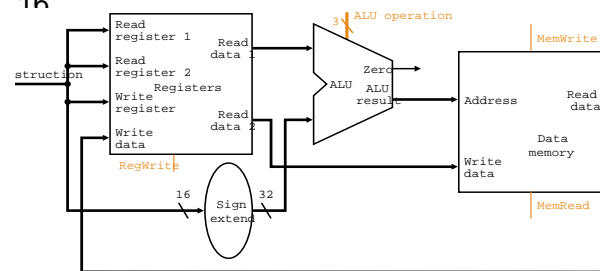 16
Read
register 1
Read
register 2
Write
register
Write
data
struction
Registers
Read
data 1
Read
data 2
RegWrite
16
Sign
extend
32
3
ALU operation
Zero
ALU
ALU
result
MemWrite
Address
Read
data
Data
memory
Write
data
MemRead